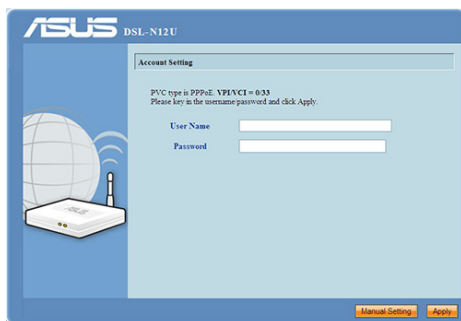 ASUS DSL-N12U
Account Setting
PVC type is PPPoE. VPI/VCI = 0/33
Please key in the username/password and click Apply.
User Name
Password
ASUS
Manual Setting Apply